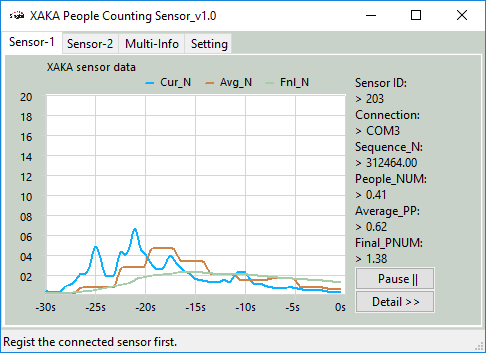 XAKA People Counting Sensor_v1.0
Sensor-1 Sensor-2 Multi-Info Setting
XAKA sensor data
Cur_N Avg_N Fnl_N
20
18
16
14
12
10
08
06
04
02
-30s -25s -20s -15s -10s -5s 0s
Sensor ID:
> 203
Connection:
> COM3
Sequence_N:
> 312464.00
People_NUM:
> 0.41
Average_PP:
> 0.62
Final_PNUM:
> 1.38
Pause ||
Detail >>
Regist the connected sensor first.